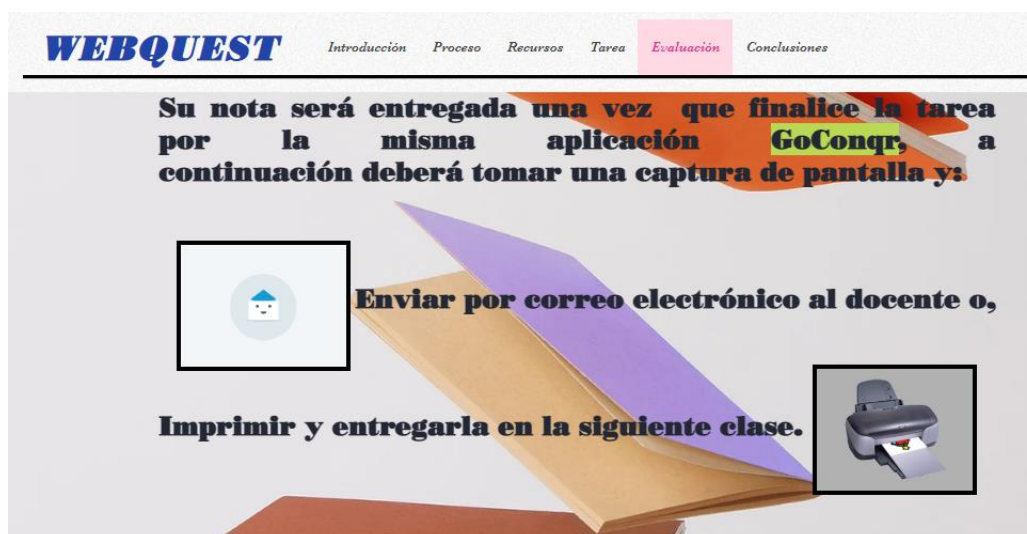 WEBQUEST
Introducción Proceso Recursos Tarea Evaluación Conclusiones
Su nota será entregada una vez que finalice la tarea
por la misma aplicación GoConqr, a
continuación deberá tomar una captura de pantalla y:
Enviar por correo electrónico al docente o,
Imprimir y entregarla en la siguiente clase.